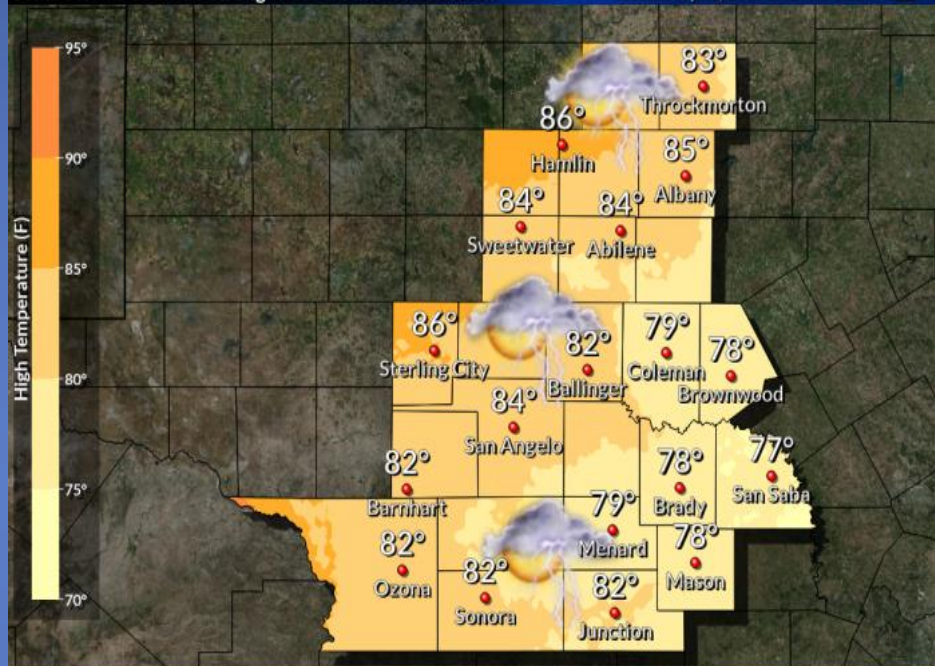 High Temperature (F)
95°
90°
85°
80°
75°
70°
83°
Throckmorton
86°
Hamlin
85°
Albany
84°
Sweetwater
84°
Abilene
86°
Sterling City
82°
Ballinger
79°
Coleman
78°
Brownwood
84°
San Angelo
82°
Barnhart
78°
Brady
77°
San Saba
79°
Menard
82°
Ozona
82°
Sonora
78°
Mason
82°
Junction